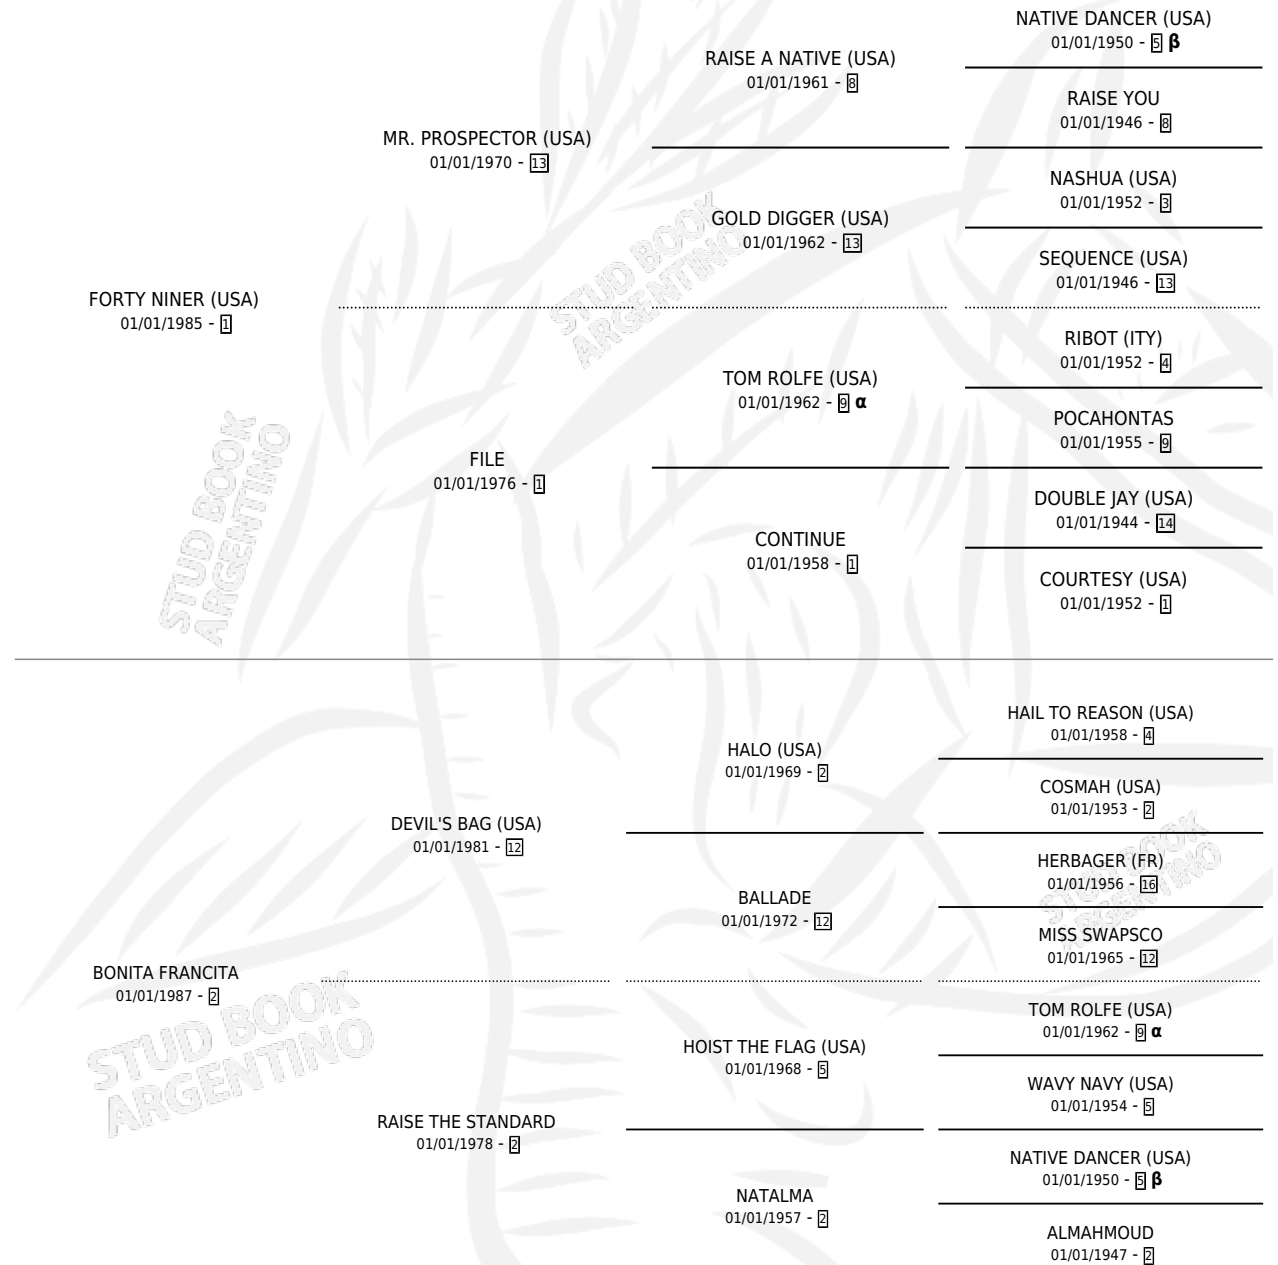 NATIVE DANCER (USA)
01/01/1950 - 5 β
RAISE A NATIVE (USA)
01/01/1961 - 8
RAISE YOU
01/01/1946 - 8
MR. PROSPECTOR (USA)
01/01/1970 - 13
NASHUA (USA)
01/01/1952 - 3
GOLD DIGGER (USA)
01/01/1962 - 13
SEQUENCE (USA)
01/01/1946 - 13
FORTY NINER (USA)
01/01/1985 - 1
RIBOT (ITY)
01/01/1952 - 4
TOM ROLFE (USA)
01/01/1962 - 9 α
POCAHONTAS
01/01/1955 - 9
FILE
01/01/1976 - 1
DOUBLE JAY (USA)
01/01/1944 - 14
CONTINUE
01/01/1958 - 1
COURTESY (USA)
01/01/1952 - 1
HAIL TO REASON (USA)
01/01/1958 - 4
HALO (USA)
01/01/1969 - 2
COSMAH (USA)
01/01/1953 - 2
DEVIL'S BAG (USA)
01/01/1981 - 12
HERBAGER (FR)
01/01/1956 - 16
BALLADE
01/01/1972 - 12
MISS SWAPSCO
01/01/1965 - 12
BONITA FRANCITA
01/01/1987 - 2
TOM ROLFE (USA)
01/01/1962 - 9 α
HOIST THE FLAG (USA)
01/01/1968 - 5
WAVY NAVY (USA)
01/01/1954 - 5
RAISE THE STANDARD
01/01/1978 - 2
NATIVE DANCER (USA)
01/01/1950 - 5 β
NATALMA
01/01/1957 - 2
ALMAHMOUD
01/01/1947 - 2
STUD BOOK
ARGENTINO
STUD BOOK
ARGENTINO
STUD BOOK
ARGENTINO
STUD BOOK
ARGENTINO